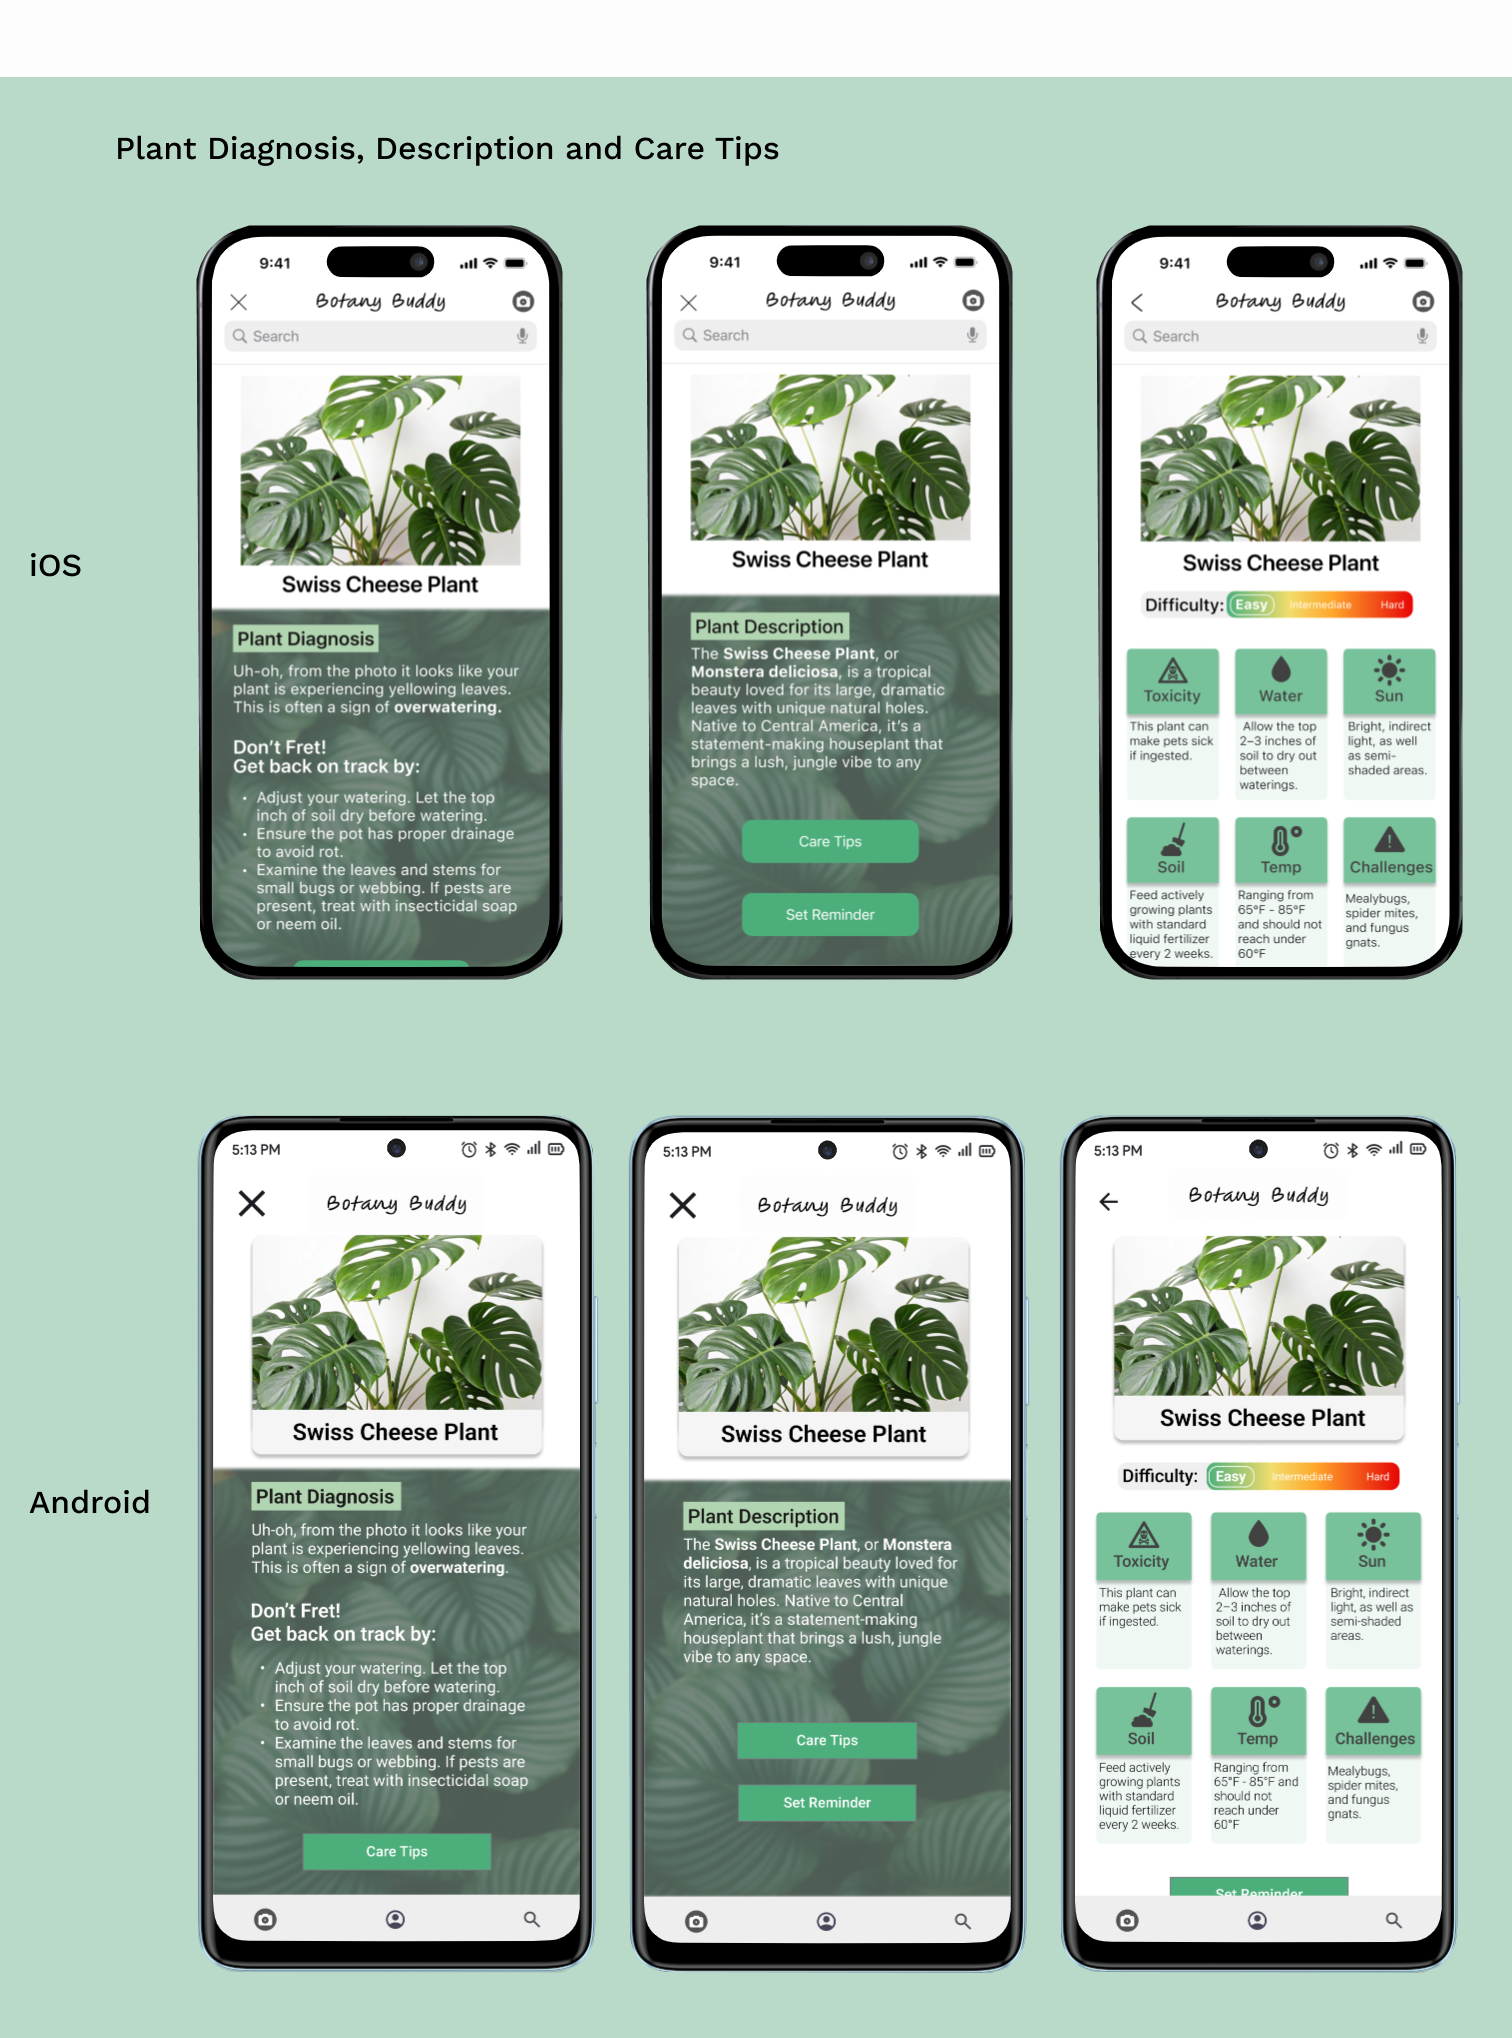 Plant Diagnosis, Description and Care Tips
iOS
9:41
Botany Buddy
Search
Swiss Cheese Plant
Plant Diagnosis
Uh-oh, from the photo it looks like your
plant is experiencing yellowing leaves.
This is often a sign of overwatering.
Don't Fret!
Get back on track by:
• Adjust your watering. Let the top
inch of soil dry before watering.
• Ensure the pot has proper drainage
to avoid rot.
• Examine the leaves and stems for
small bugs or webbing. If pests are
present, treat with insecticidal soap
or neem oil.
9:41
Botany Buddy
Search
Swiss Cheese Plant
Plant Description
The Swiss Cheese Plant, or
Monstera deliciosa, is a tropical
beauty loved for its large, dramatic
leaves with unique natural holes.
Native to Central America, it's a
statement-making houseplant that
brings a lush, jungle vibe to any
space.
Care Tips
Set Reminder
9:41
Botany Buddy
Search
Swiss Cheese Plant
Difficulty: Easy Intermediate Hard
Toxicity
This plant can
make pets sick
if ingested.
Water
Allow the top
2–3 inches of
soil to dry out
between
waterings.
Sun
Bright, indirect
light, as well
as semi-
shaded areas.
Soil
Feed actively
growing plants
with standard
liquid fertilizer
every 2 weeks.
Temp
Ranging from
65°F - 85°F
and should not
reach under
60°F
Challenges
Mealybugs,
spider mites,
and fungus
gnats.
Android
5:13 PM
Botany Buddy
Swiss Cheese Plant
Plant Diagnosis
Uh-oh, from the photo it looks like your
plant is experiencing yellowing leaves.
This is often a sign of overwatering.
Don't Fret!
Get back on track by:
• Adjust your watering. Let the top
inch of soil dry before watering.
• Ensure the pot has proper drainage
to avoid rot.
• Examine the leaves and stems for
small bugs or webbing. If pests are
present, treat with insecticidal soap
or neem oil.
Care Tips
5:13 PM
Botany Buddy
Swiss Cheese Plant
Plant Description
The Swiss Cheese Plant, or Monstera
deliciosa, is a tropical beauty loved for
its large, dramatic leaves with unique
natural holes. Native to Central
America, it's a statement-making
houseplant that brings a lush, jungle
vibe to any space.
Care Tips
Set Reminder
5:13 PM
Botany Buddy
Swiss Cheese Plant
Difficulty: Easy Intermediate Hard
Toxicity
This plant can
make pets sick
if ingested.
Water
Allow the top
2–3 inches of
soil to dry out
between
waterings.
Sun
Bright, indirect
light, as well as
semi-shaded
areas.
Soil
Feed actively
growing plants
with standard
liquid fertilizer
every 2 weeks.
Temp
Ranging from
65°F - 85°F and
should not
reach under
60°F
Challenges
Mealybugs,
spider mites,
and fungus
gnats.
Set Reminder